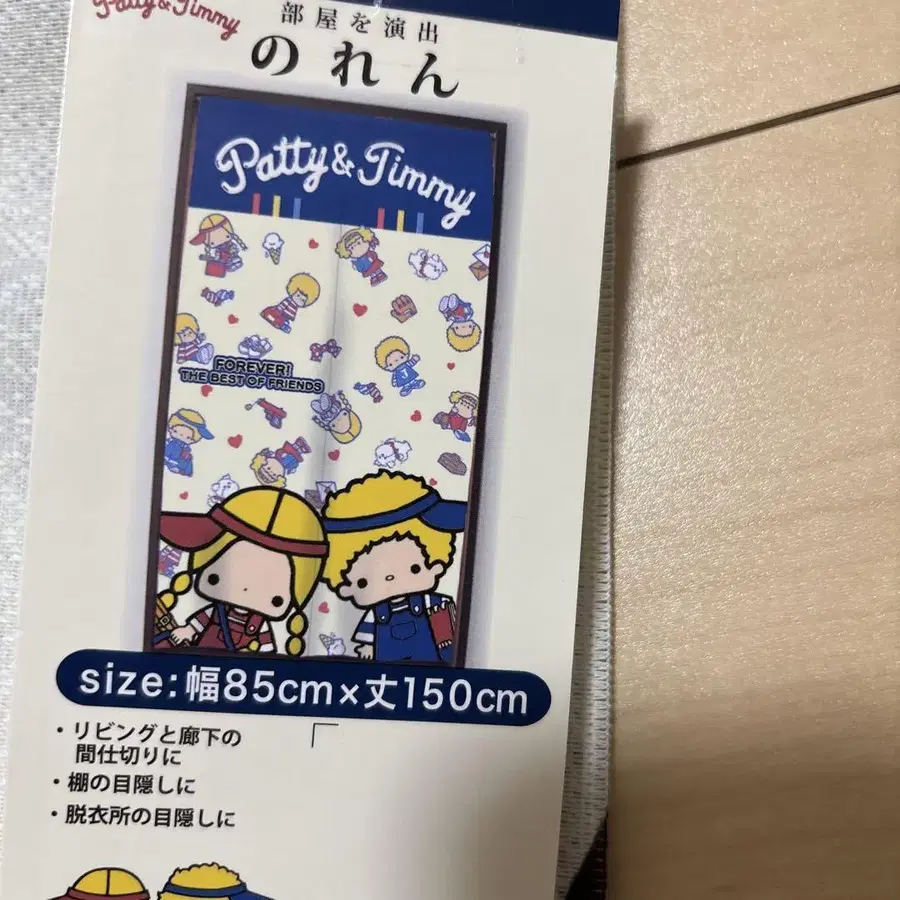 Patty & Jimmy
部屋を演出
のれん
Patty & Jimmy
FOREVER!
THE BEST OF FRIENDS
size:幅85cm×丈150cm
・リビングと廊下の
間仕切りに
・棚の目隠しに
・脱衣所の目隠しに